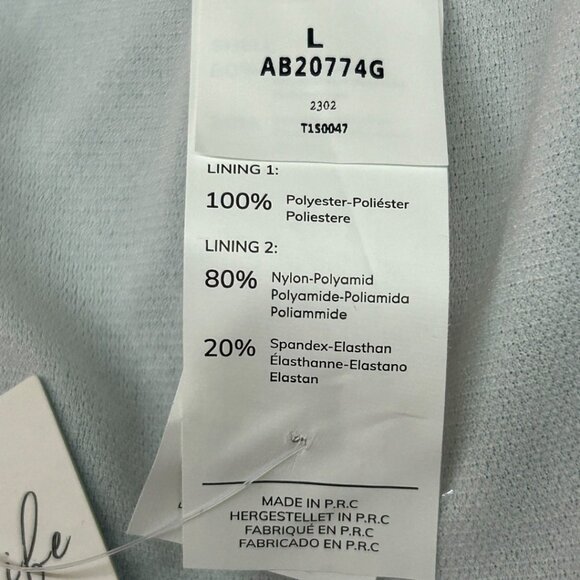 L
AB20774G
2302
T1S0047
LINING 1:
100% Polyester-Poliéster
Poliestere
LINING 2:
80% Nylon-Polyamid
Polyamide-Poliamida
Poliammide
20% Spandex-Elasthan
Élasthanne-Elastano
Elastan
MADE IN P.R.C
HERGESTELLET IN P.R.C
FABRIQUÉ EN P.R.C
FABRICADO EN P.R.C